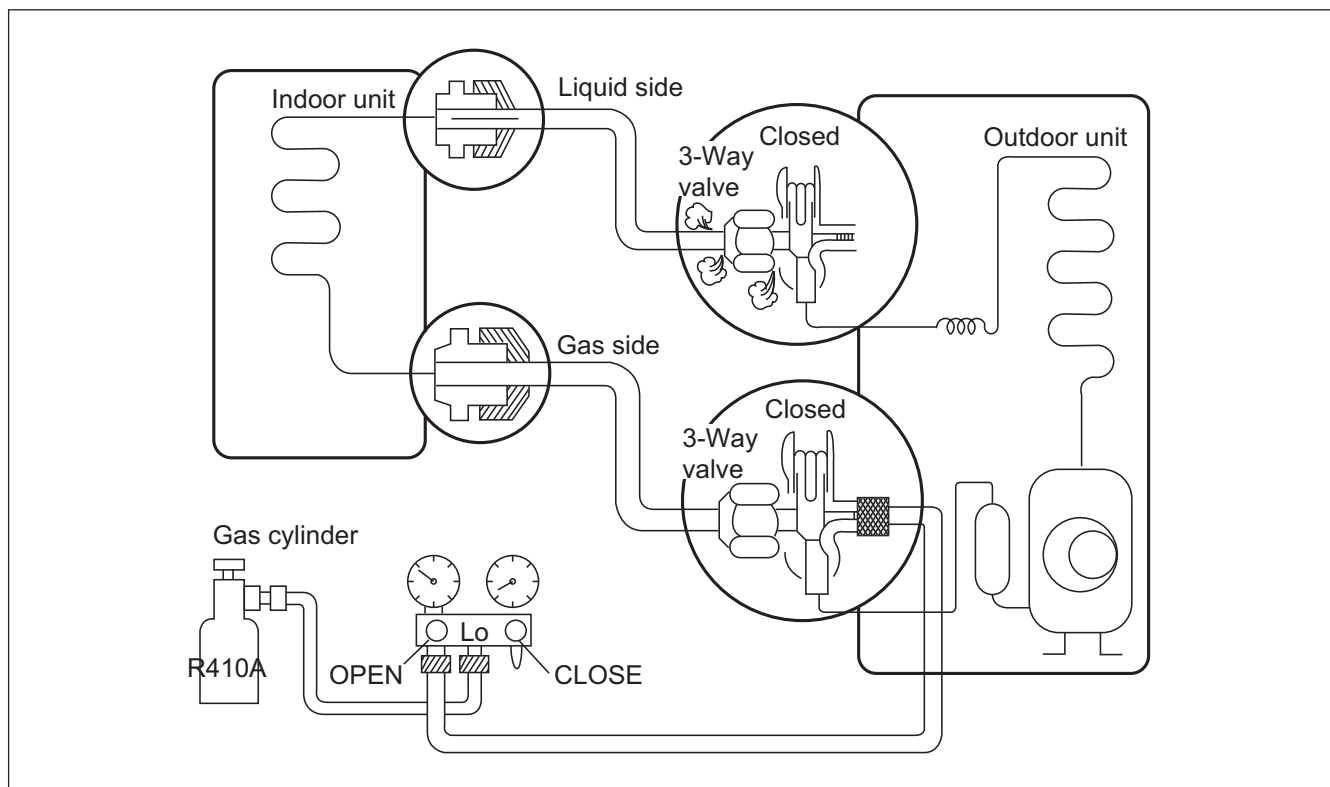 Indoor unit
Liquid side
Closed
3-Way
valve
Outdoor unit
Gas side
Closed
3-Way
valve
Gas cylinder
R410A
Lo
OPEN
CLOSE